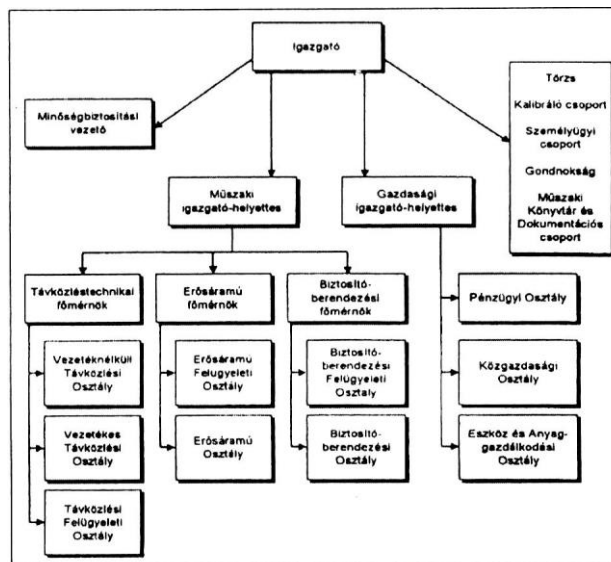 Igazgató
Minőségbiztosítási
vezető
Törzs
Kalibráló csoport
Személyügyi
csoport
Gondnokság
Műszaki
Könyvtár és
Dokumentációs
csoport
Műszaki
igazgató-helyettes
Gazdasági
igazgató-helyettes
Távközléstechnikai
főmérnök
Erősáramú
főmérnök
Biztosító-
berendezési
főmérnök
Pénzügyi Osztály
Vezetéknélküli
Távközlési
Osztály
Erősáramú
Felügyeleti
Osztály
Biztosító-
berendezési
Felügyeleti
Osztály
Közgazdasági
Osztály
Vezetékes
Távközlési
Osztály
Erősáramú
Osztály
Biztosító-
berendezési
Osztály
Eszköz és Anyag-
gazdálkodási
Osztály
Távközlési
Felügyeleti
Osztály